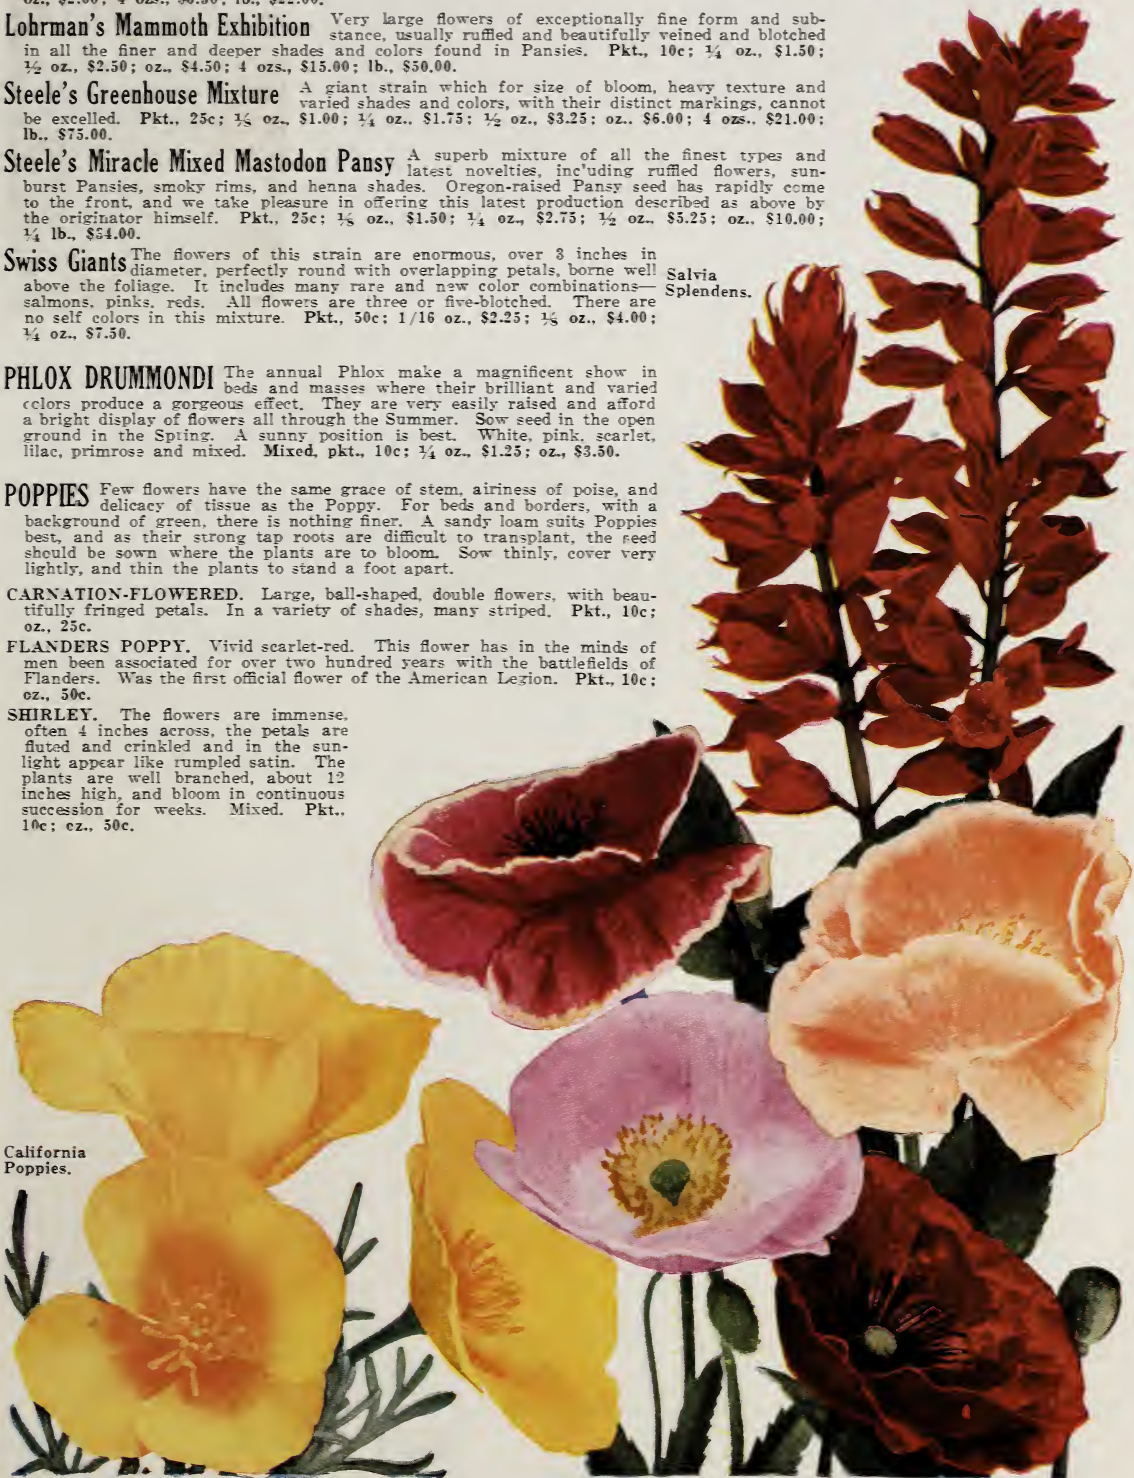 Lohrman's Mammoth Exhibition Very large flowers of exceptionally fine form and sub-
stance, usually ruffled and beautifully veined and blotched
in all the finer and deeper shades and colors found in Pansies. Pkt., 10c; ¼ oz., $1.50;
½ oz., $2.50; oz., $4.50; 4 ozs., $15.00; lb., $50.00.
Steele's Greenhouse Mixture A giant strain which for size of bloom, heavy texture and
varied shades and colors, with their distinct markings, cannot
be excelled. Pkt., 25c; ⅛ oz., $1.00; ¼ oz., $1.75; ½ oz., $3.25; oz.. $6.00; 4 ozs.. $21.00;
lb., $75.00.
Steele's Miracle Mixed Mastodon Pansy A superb mixture of all the finest types and
latest novelties, including ruffled flowers, sun-
burst Pansies, smoky rims, and henna shades. Oregon-raised Pansy seed has rapidly come
to the front, and we take pleasure in offering this latest production described as above by
the originator himself. Pkt., 25c; ⅛ oz., $1.50; ¼ oz., $2.75; ½ oz., $5.25; oz., $10.00;
¼ lb.,
Swiss Giants The flowers of this strain are enormous, over 3 inches in
diameter, perfectly round with overlapping petals, borne well
above the foliage. It includes many rare and new color combinations—
salmons, pinks, reds. All flowers are three or five-blotched. There are
no self colors in this mixture. Pkt., 50c; 1/16 oz., $2.25; ⅛ oz., $4.00;
¼ oz., $7.50.
Salvia
Splendens.
PHLOX DRUMMONDI The annual Phlox make a magnificent show in
beds and masses where their brilliant and varied
colors produce a gorgeous effect. They are very easily raised and afford
a bright display of flowers all through the Summer. Sow seed in the open
ground in the Spring. A sunny position is best. White, pink, scarlet,
lilac, primrose and mixed. Mixed, pkt., 10c; ¼ oz., $1.25; oz., $3.50.
POPPIES Few flowers have the same grace of stem, airiness of poise, and
delicacy of tissue as the Poppy. For beds and borders, with a
background of green, there is nothing finer. A sandy loam suits Poppies
best, and as their strong tap roots are difficult to transplant, the seed
should be sown where the plants are to bloom. Sow thinly, cover very
lightly, and thin the plants to stand a foot apart.
CARNATION-FLOWERED. Large, ball-shaped, double flowers, with beau-
tifully fringed petals. In a variety of shades, many striped. Pkt., 10c;
oz., 25c.
FLANDERS POPPY. Vivid scarlet-red. This flower has in the minds of
men been associated for over two hundred years with the battlefields of
Flanders. Was the first official flower of the American Legion. Pkt., 10c;
oz., 50c.
SHIRLEY. The flowers are immense,
often 4 inches across, the petals are
fluted and crinkled and in the sun-
light appear like rumpled satin. The
plants are well branched, about 12
inches high, and bloom in continuous
succession for weeks. Mixed. Pkt.,
10c; oz., 50c.
California
Poppies.